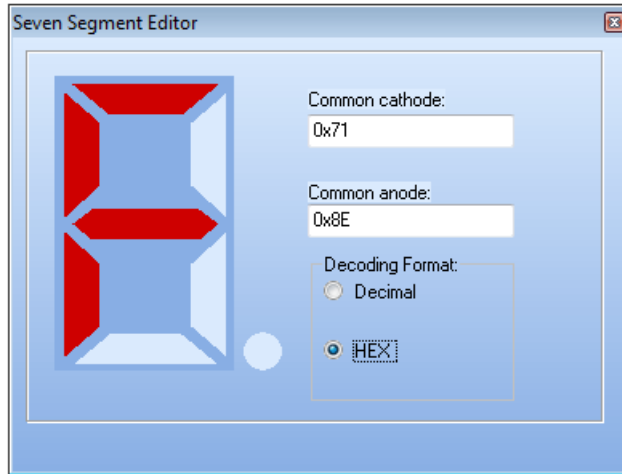 Seven Segment Editor
Common cathode:
0x71
Common anode:
0x8E
Decoding Format:
Decimal
HEX